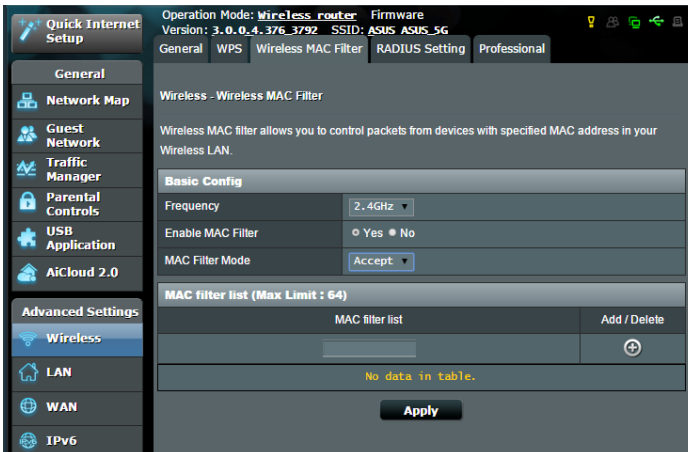 Quick Internet
Setup
Operation Mode: Wireless router Firmware
Version: 3.0.0.4.376_3792 SSID: ASUS ASUS_5G
General WPS Wireless MAC Filter RADIUS Setting Professional
General
Network Map
Guest
Network
Traffic
Manager
Parental
Controls
USB
Application
AiCloud 2.0
Advanced Settings
Wireless
LAN
WAN
IPv6
Wireless - Wireless MAC Filter
Wireless MAC filter allows you to control packets from devices with specified MAC address in your
Wireless LAN.
Basic Config
Frequency 2.4GHz
Enable MAC Filter Yes No
MAC Filter Mode Accept
MAC filter list (Max Limit : 64)
MAC filter list Add / Delete
No data in table.
Apply